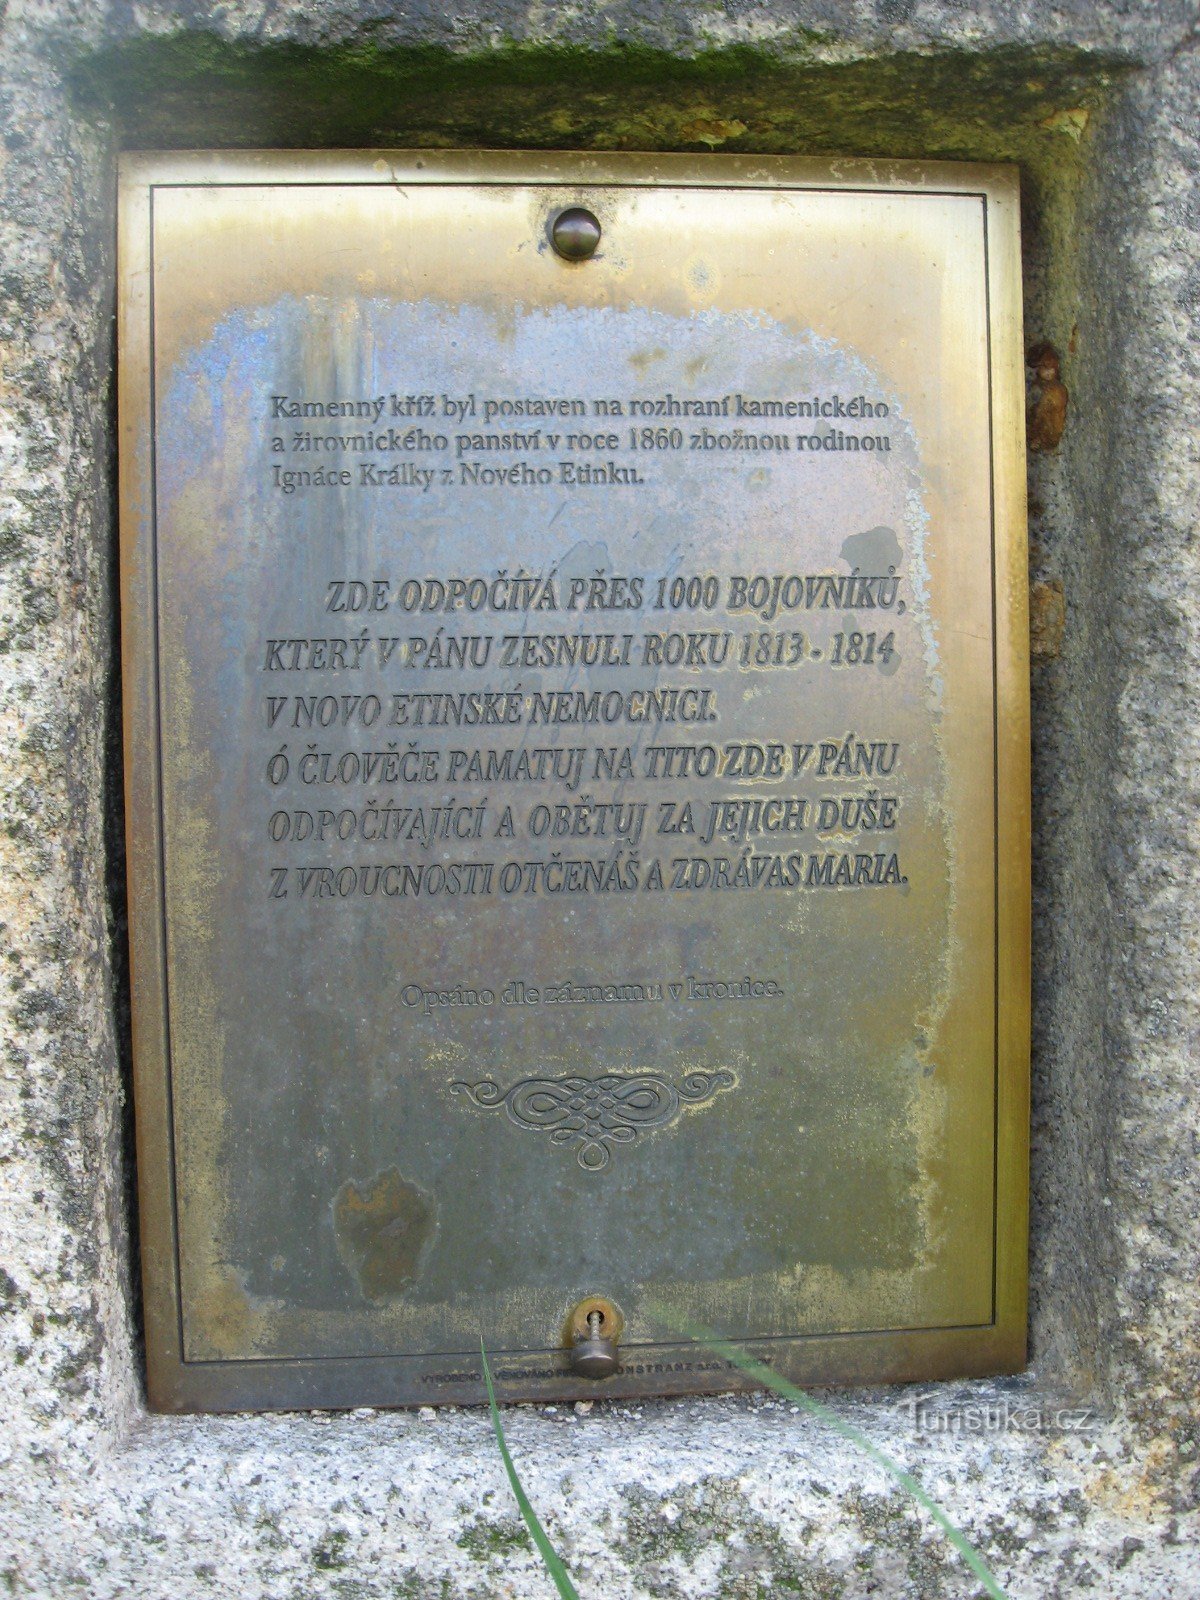 Kamenný kříž byl postaven na rozhraní kamenického
a žirovnického panství v roce 1860 zbožnou rodinou
Ignáce Králky z Nového Etinku.
ZDE ODPOČÍVÁ PŘES 1000 BOJOVNÍKŮ,
KTERÝ V PÁNU ZESNULI ROKU 1813 - 1814
V NOVO ETINSKÉ NEMOCNICI.
Ó ČLOVĚČE PAMATUJ NA TITO ZDE V PÁNU
ODPOČÍVAJÍCÍ A OBĚTUJ ZA JEJICH DUŠE
Z VROUCNOSTI OTČENÁŠ A ZDRÁVAS MARIA.
Opsáno dle záznamu v kronice.
VYROBENO VĚNOVÁNO
Turistika.cz